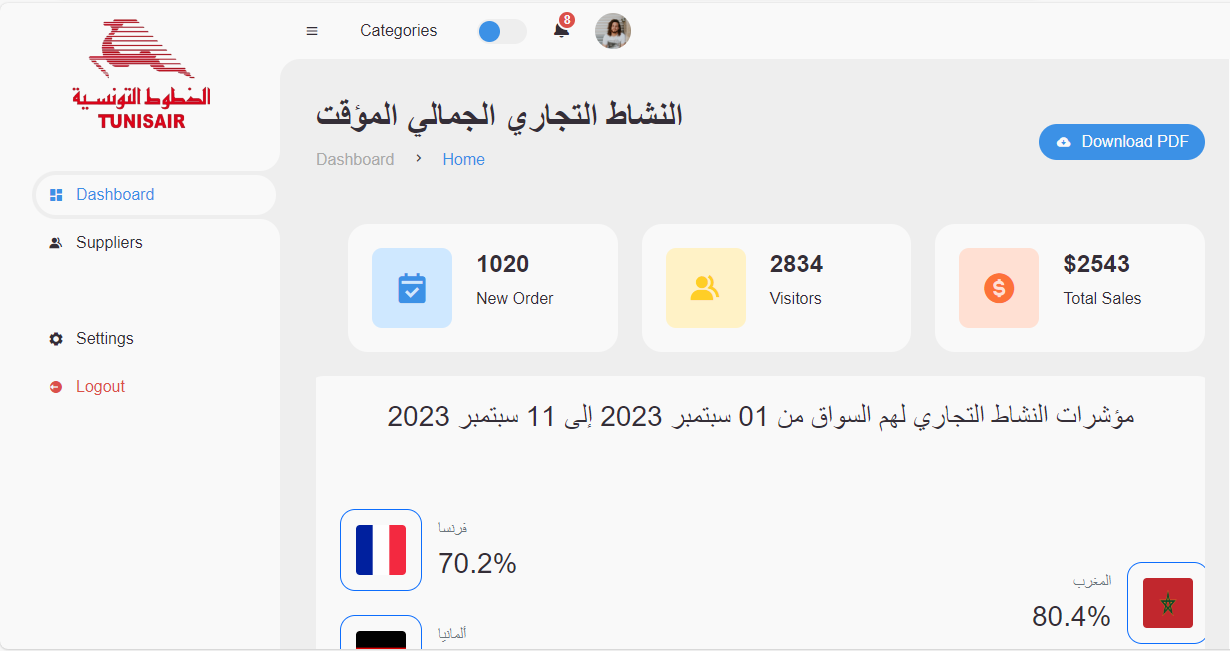 الخطوط التونسية
TUNISAIR
Categories
8
النشاط التجاري الجمالي المؤقت
Dashboard > Home
Download PDF
Dashboard
Suppliers
Settings
Logout
1020
New Order
2834
Visitors
$2543
Total Sales
مؤشرات النشاط التجاري لهم السواق من 01 سبتمبر 2023 إلى 11 سبتمبر 2023
فرنسا
70.2%
المغرب
80.4%
ألمانيا